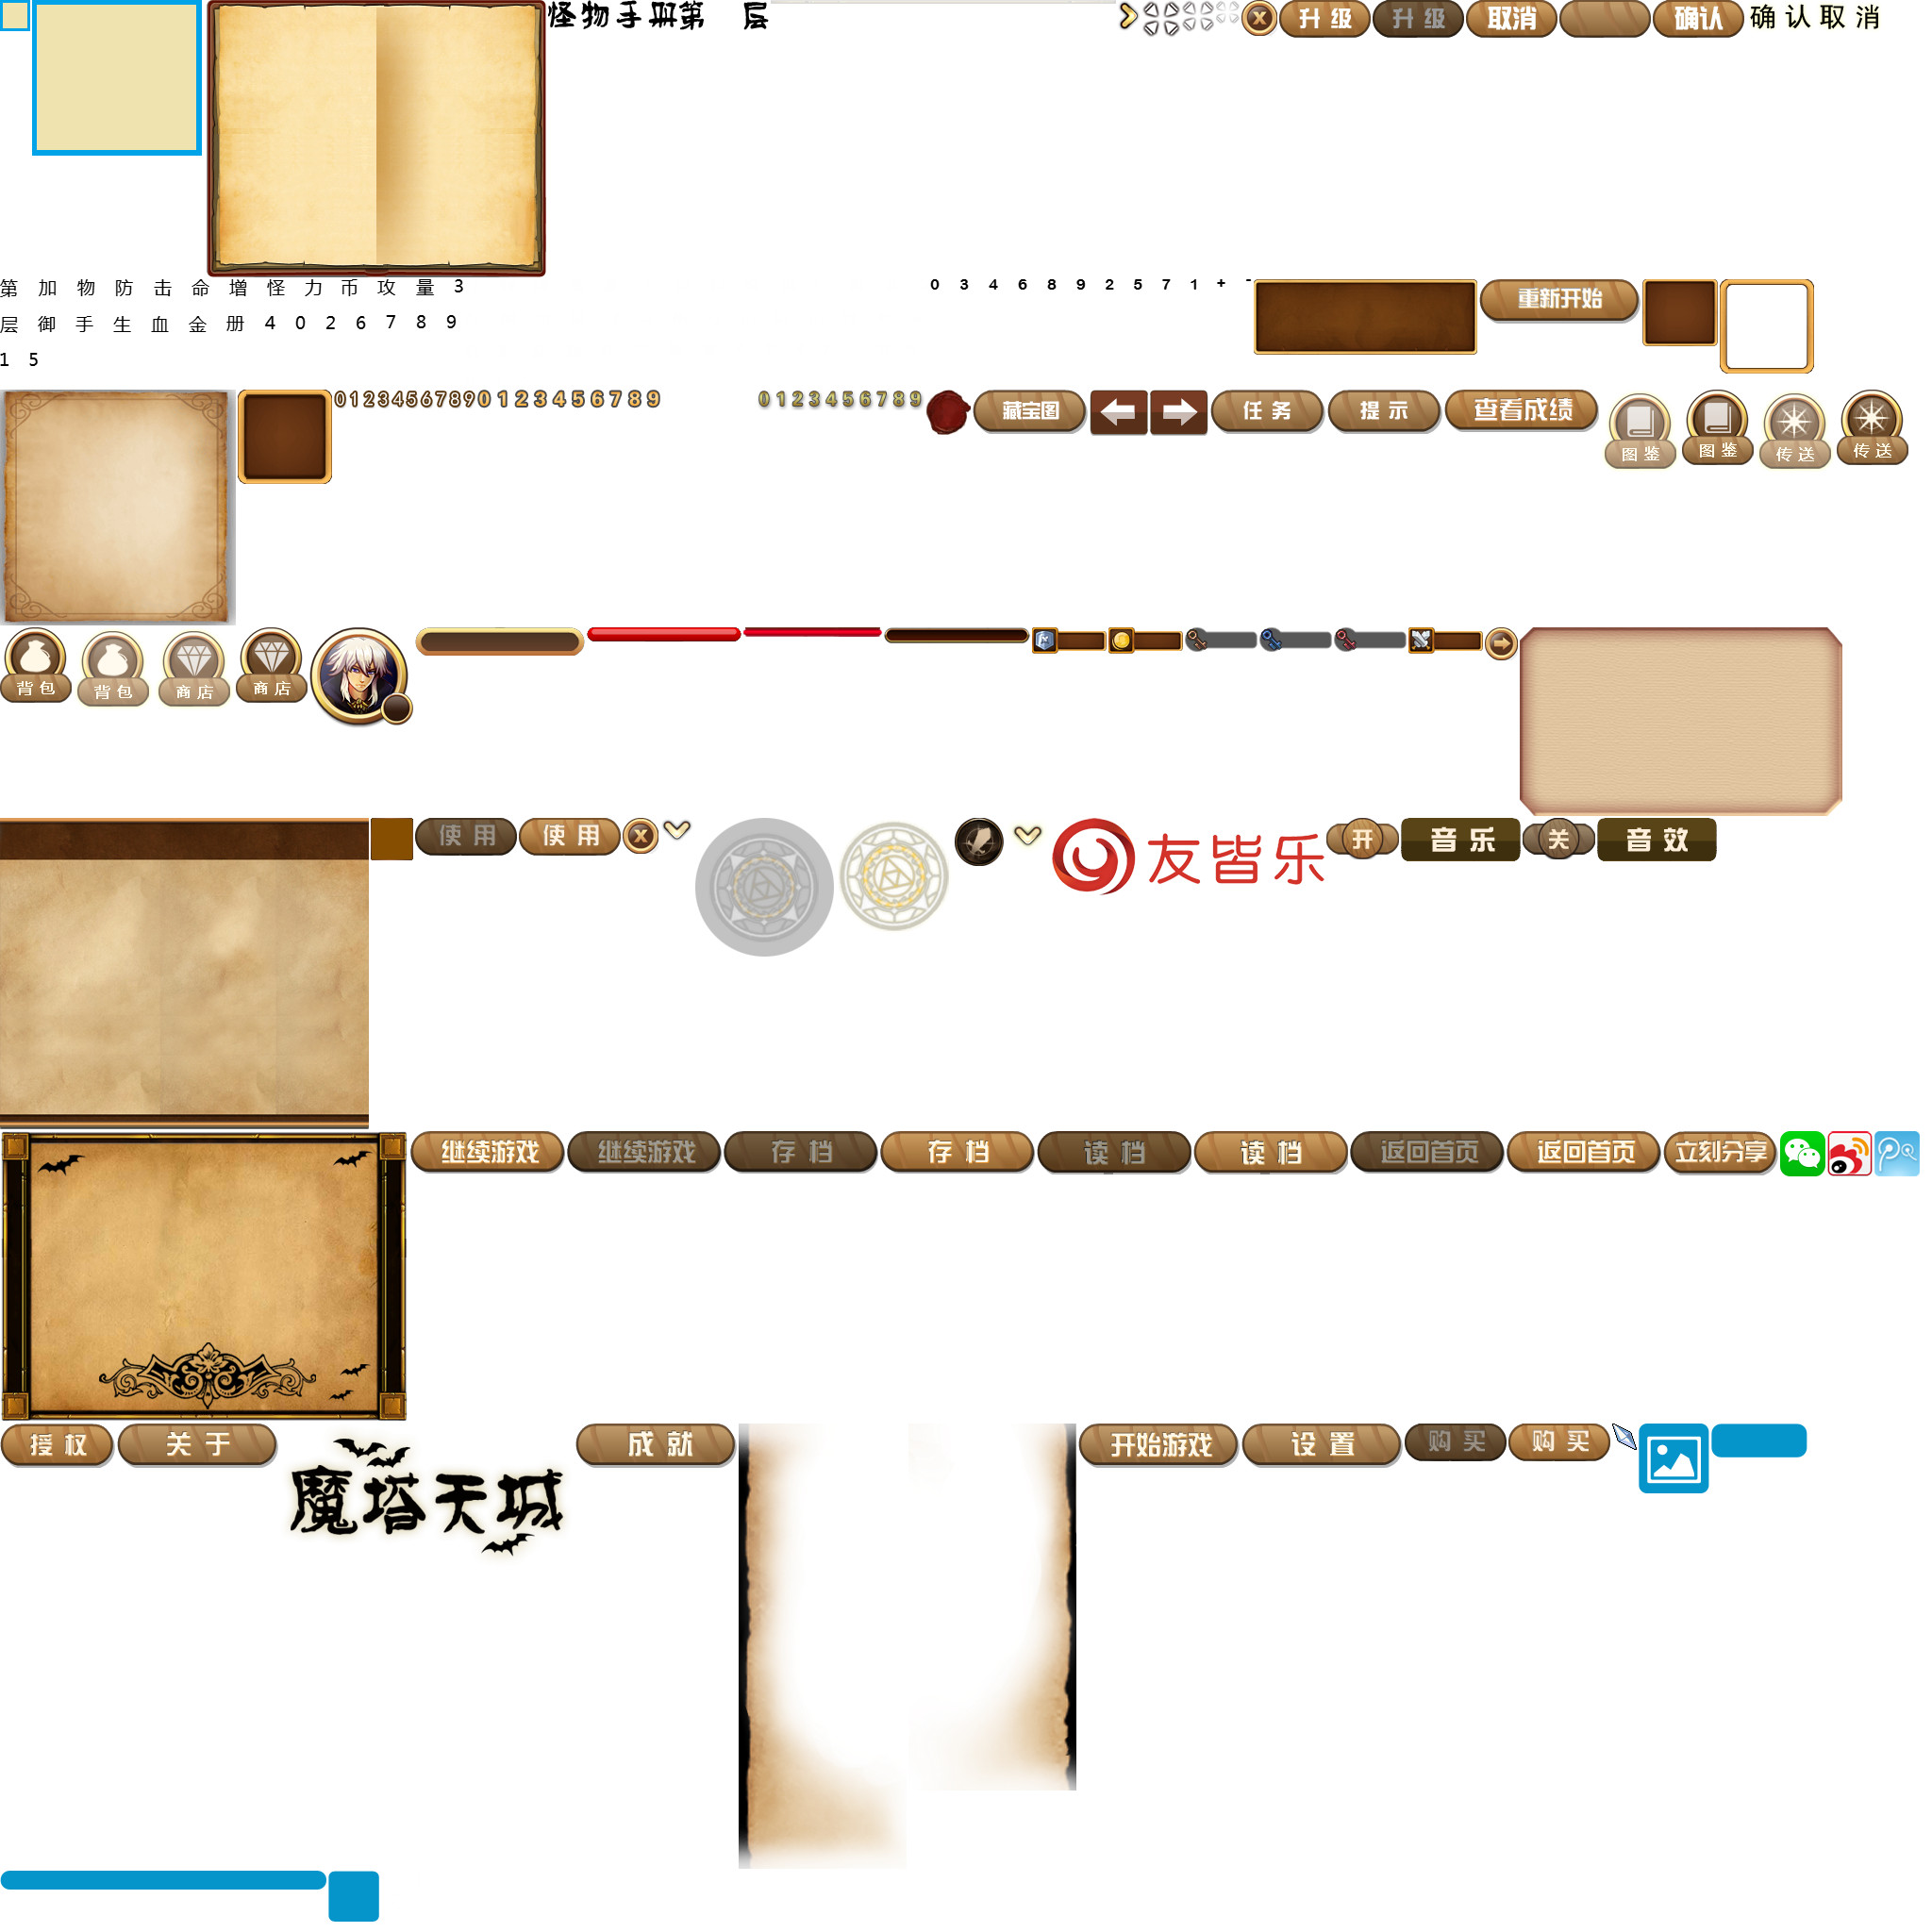 怪物手册第 层
升 级
升 级
取消
确认
确 认 取 消
第 加 物 防 击 命 增 怪 力 币 攻 量 3
层 御 手 生 血 金 册 4 0 2 6 7 8 9
1 5
0 3 4 6 8 9 2 5 7 1 + -
重新开始
0123456789
0123456789
0123456789
藏宝图
任 务
提 示
查看成绩
图 鉴
图 鉴
传 送
传 送
背 包
背 包
商 店
商 店
使 用
使 用
友皆乐
开
音 乐
关
音 效
继续游戏
继续游戏
存 档
存 档
读 档
读 档
返回首页
返回首页
立刻分享
授 权
关 于
魔塔天城
成 就
开始游戏
设 置
购 买
购 买